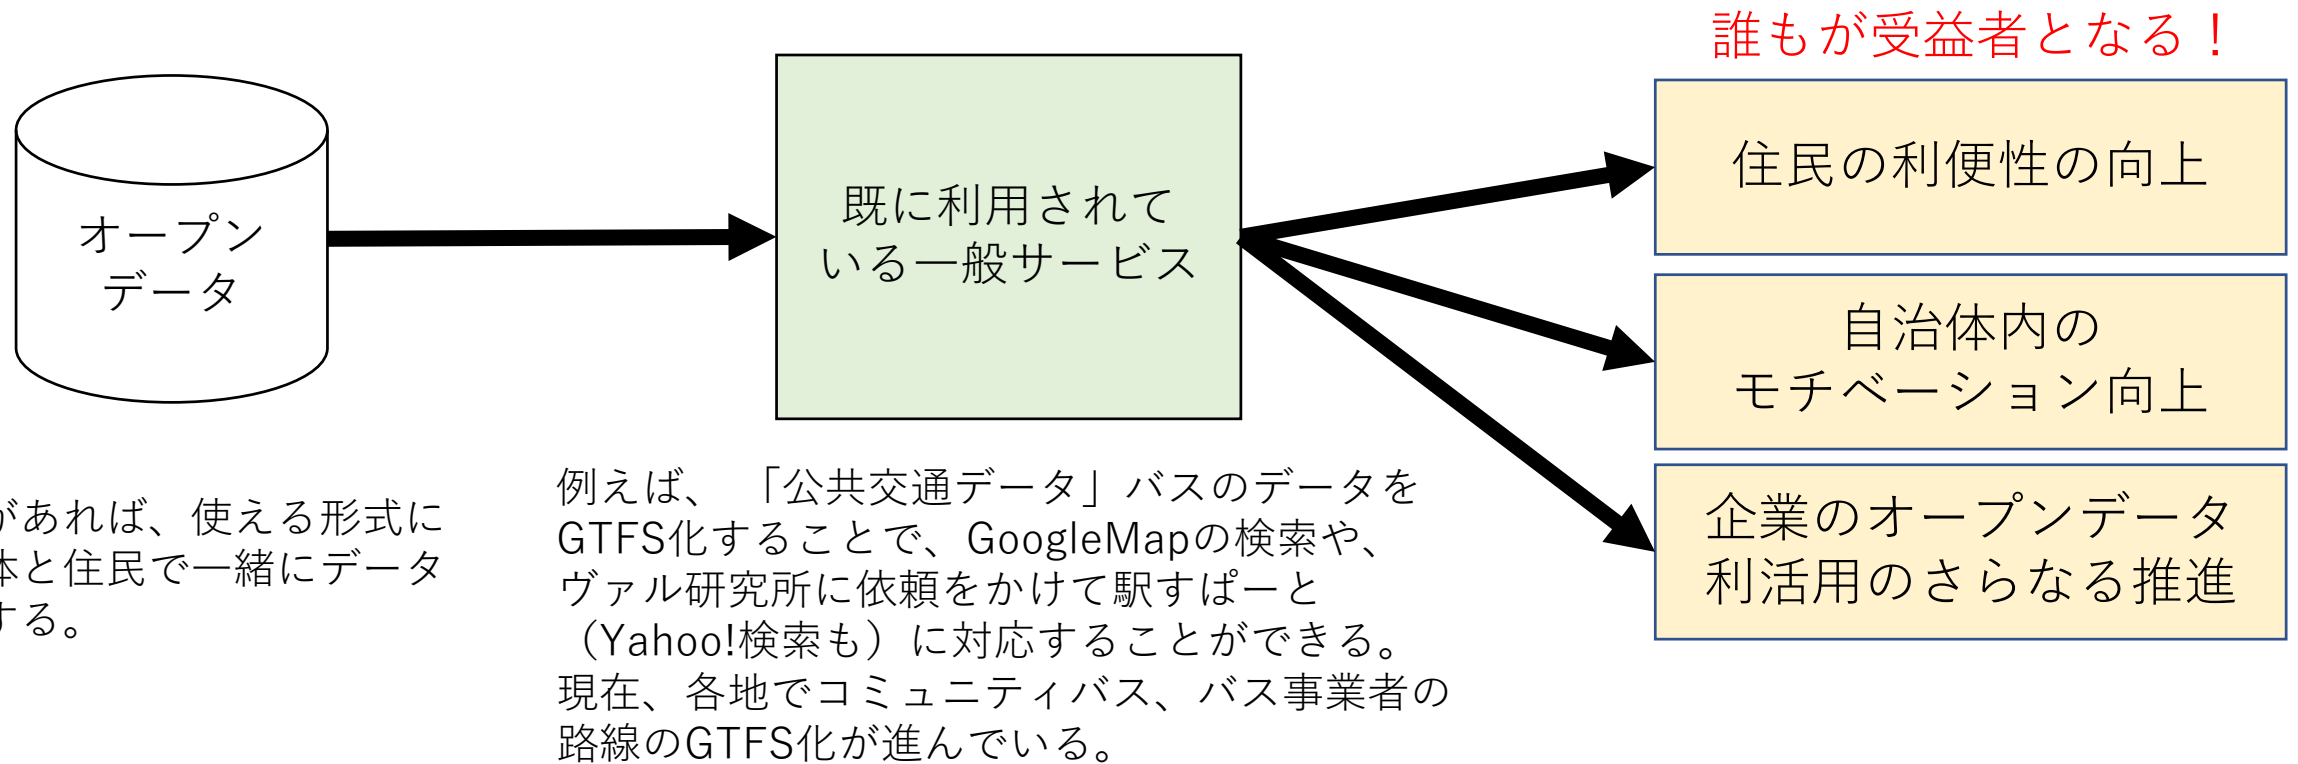 誰もが受益者となる！
オープン
データ
既に利用されて
いる一般サービス
住民の利便性の向上
自治体内の
モチベーション向上
企業のオープンデータ
利活用のさらなる推進
があれば、使える形式に
体と住民で一緒にデータ
する。
例えば、「公共交通データ」バスのデータを
GTFS化することで、GoogleMapの検索や、
ヴァル研究所に依頼をかけて駅すぱーと
（Yahoo!検索も）に対応することができる。
現在、各地でコミュニティバス、バス事業者の
路線のGTFS化が進んでいる。